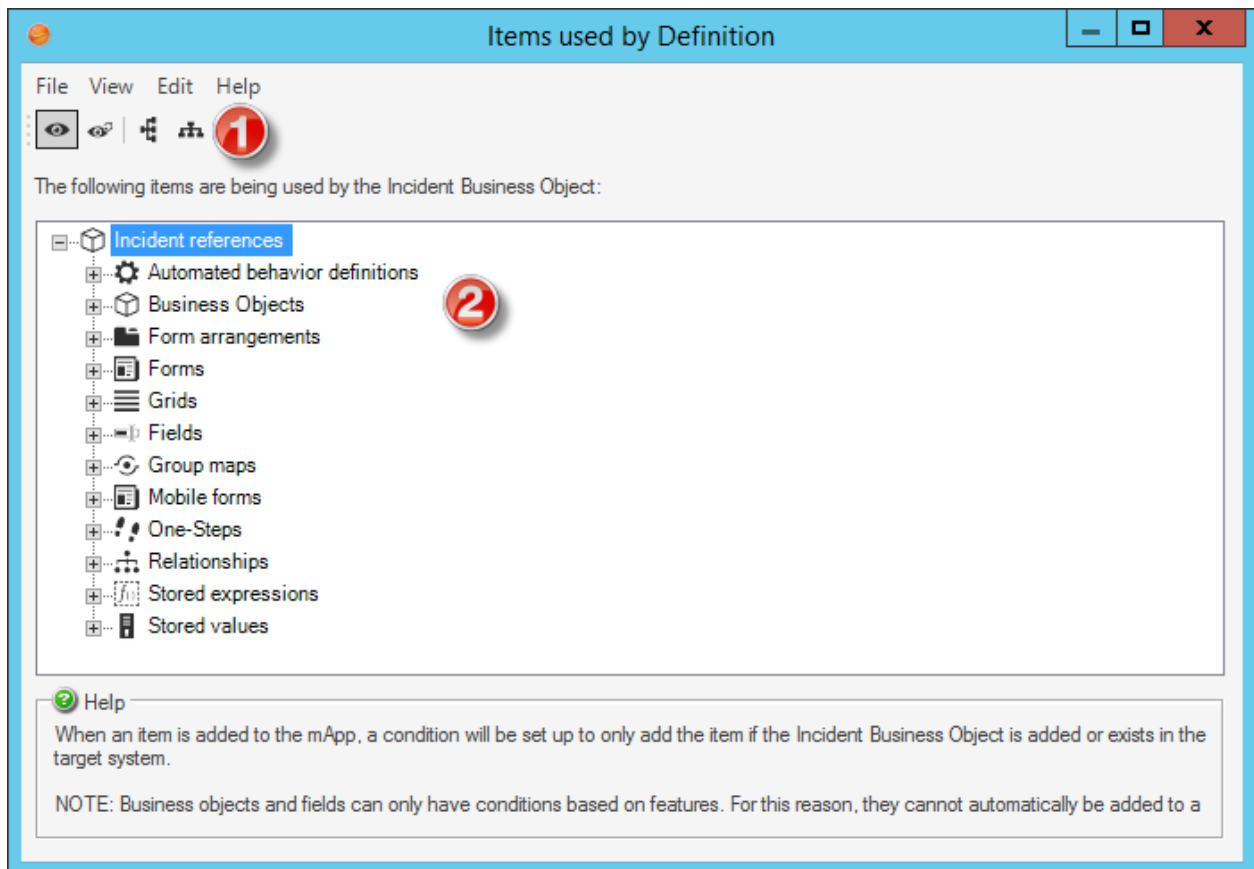 Items used by Definition
X
File View Edit Help
1
The following items are being used by the Incident Business Object:
Incident references
Automated behavior definitions
Business Objects
2
Form arrangements
Forms
Grids
Fields
Group maps
Mobile forms
One-Steps
Relationships
f()
Stored expressions
Stored values
? Help
When an item is added to the mApp, a condition will be set up to only add the item if the Incident Business Object is added or exists in the
target system.
NOTE: Business objects and fields can only have conditions based on features. For this reason, they cannot automatically be added to a